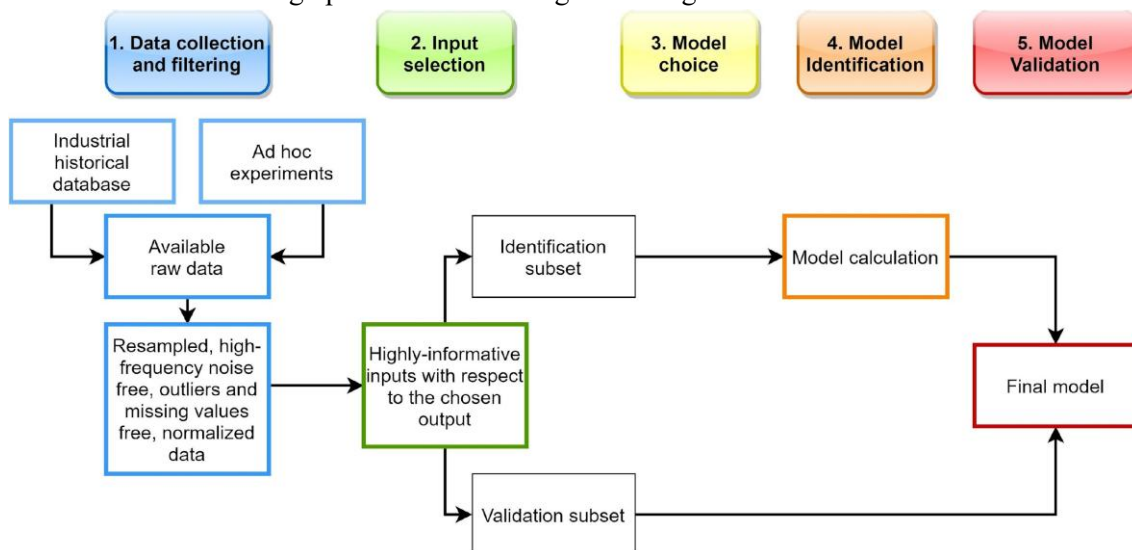 1. Data collection
and filtering
2. Input
selection
3. Model
choice
4. Model
Identification
5. Model
Validation
Industrial
historical
database
Ad hoc
experiments
Available
raw data
Resampled, high-
frequency noise
free, outliers and
missing values
free, normalized
data
Highly-informative
inputs with respect
to the chosen
output
Identification
subset
Validation subset
Model calculation
Final model